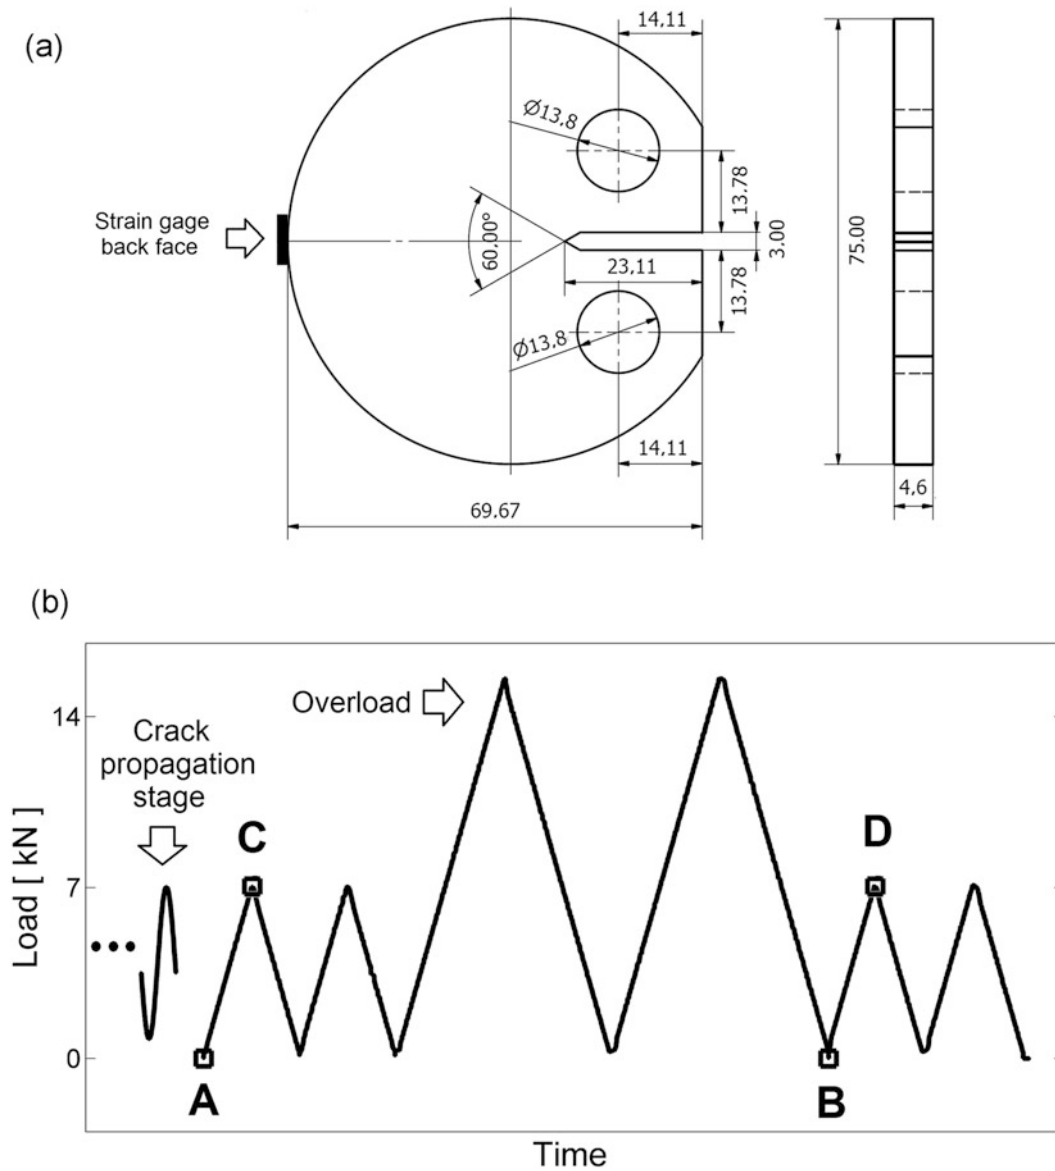 (a)
14,11
Ø13,8
Strain gage
back face
60,00°
13.78
3,00
75.00
23,11
13.78
Ø13,8
14,11
4,6
69.67
(b)
Overload
14
Crack
propagation
stage
C
D
7
Load [ kN ]
0
A
B
Time